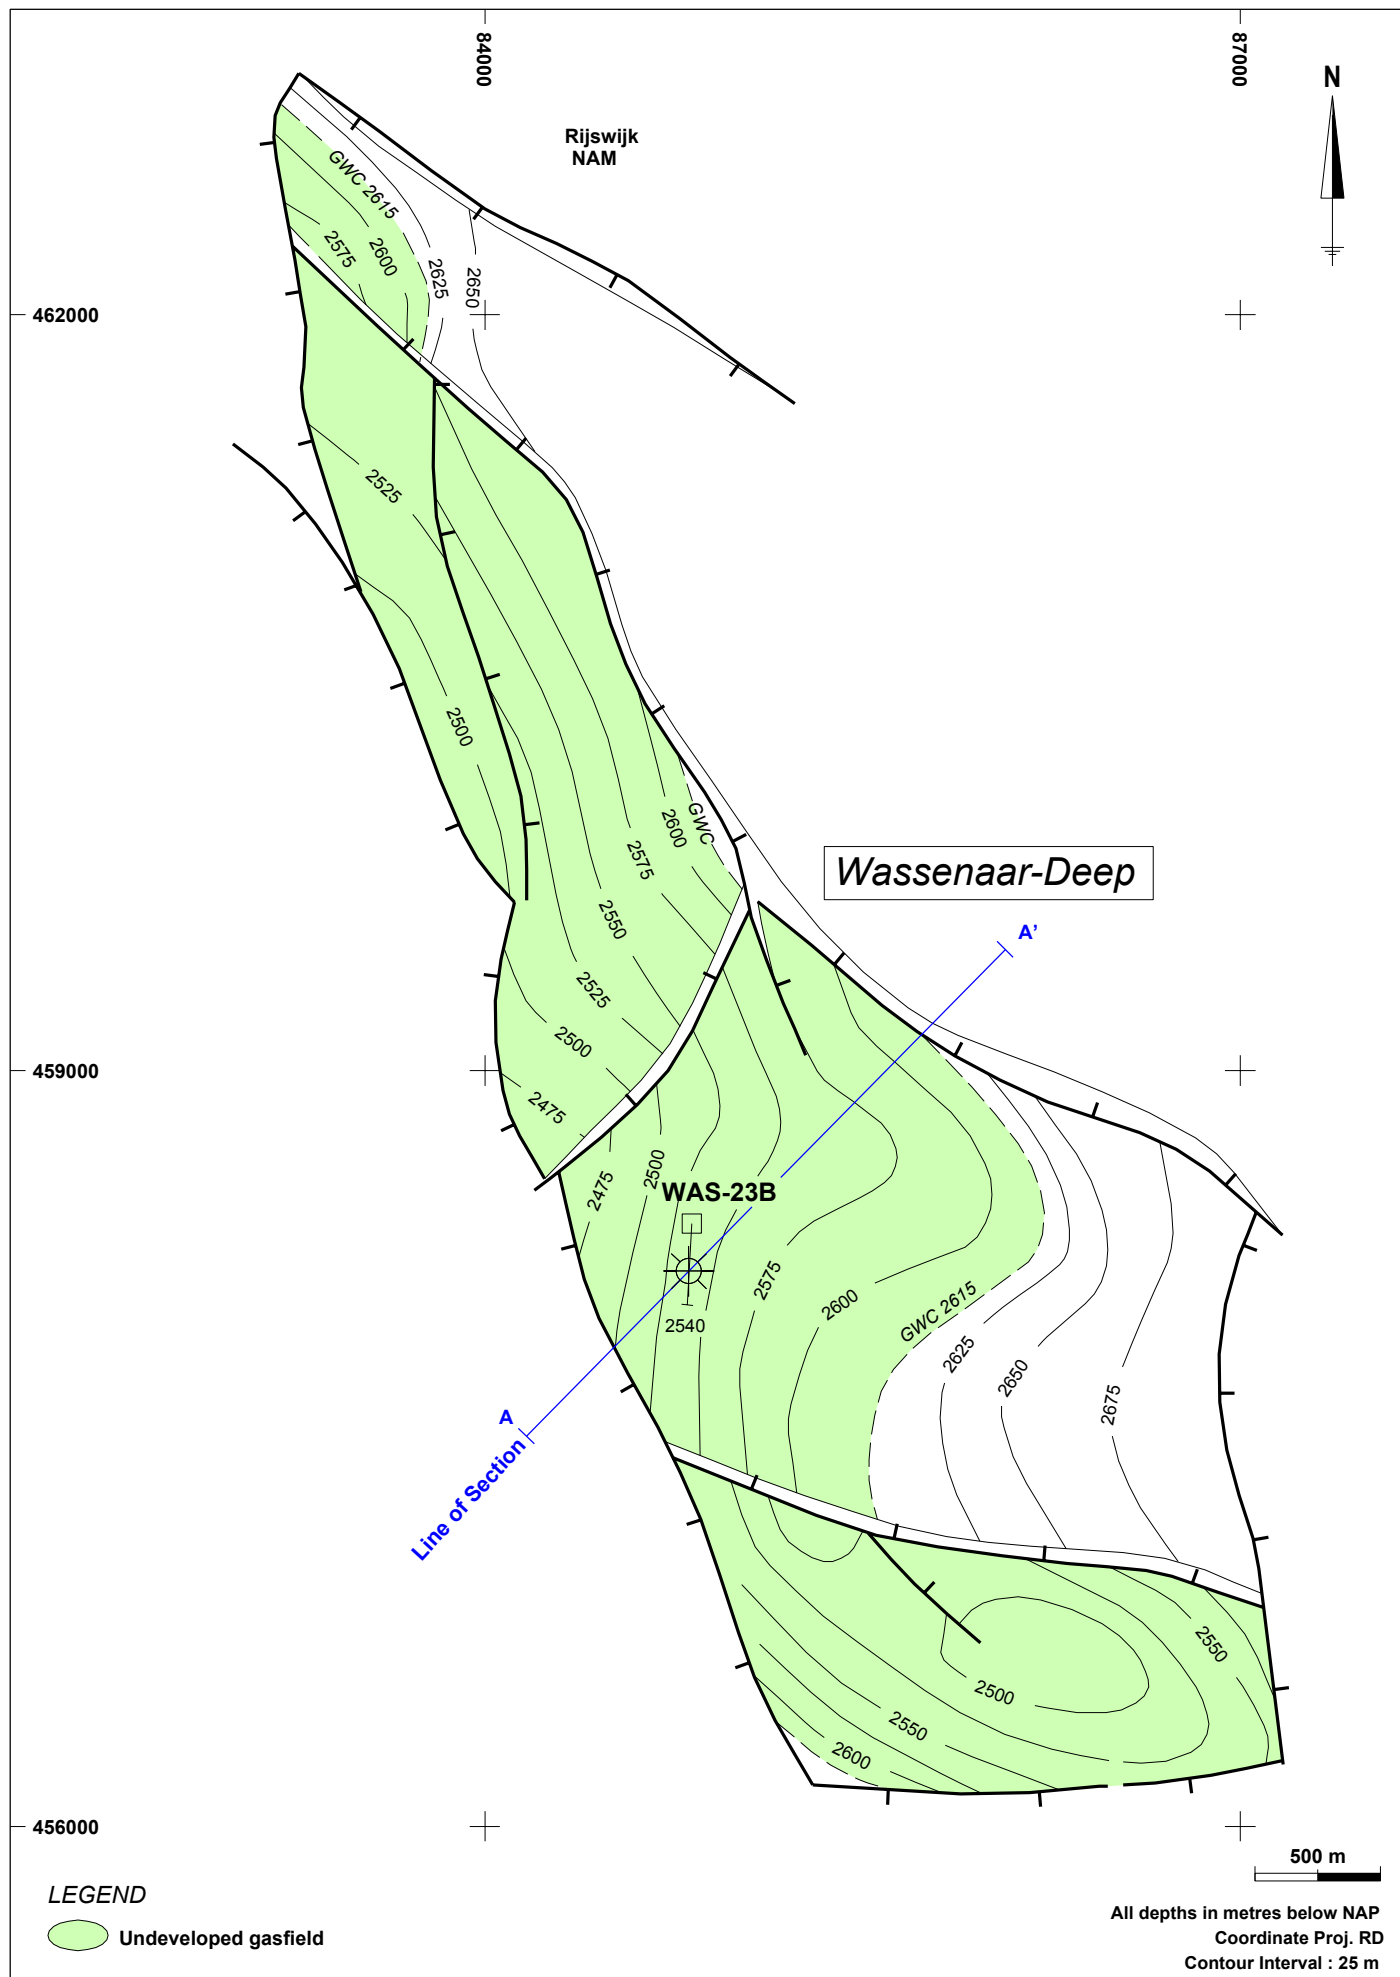 84000
87000
N
Rijswijk
NAM
GWC 2615
2575
2600
2625
2650
462000
2525
2500
GWC
2600
2575
2550
2525
2500
2475
Wassenaar-Deep
A'
459000
2475
2500
WAS-23B
2540
2575
2600
GWC 2615
2625
2650
2675
A
Line of Section
2550
2500
2550
2600
456000
500 m
LEGEND
Undeveloped gasfield
All depths in metres below NAP
Coordinate Proj. RD
Contour Interval : 25 m